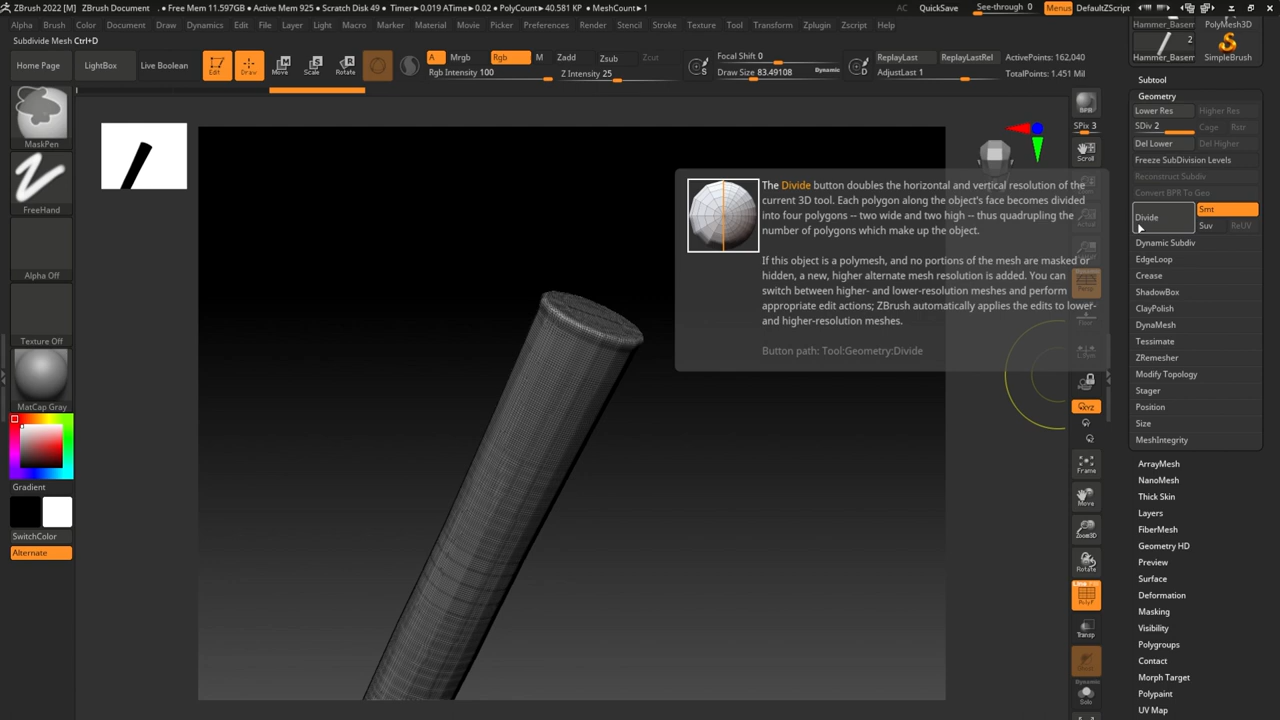 ZBrush 2022 [M]  ZBrush Document  . ● Free Mem 11.597GB ● Active Mem 925 ● Scratch Disk 49 ● Timer►0.019 ATime►0.02 ● PolyCount►40.581 KP ● MeshCount►1  AC  QuickSave  See-through 0  Menus  DefaultZScript
Alpha Brush Color Document Draw Dynamics Edit File Layer Light Macro Marker Material Movie Picker Preferences Render Stencil Stroke Texture Tool Transform Zplugin Zscript Help
Subdivide Mesh Ctrl+D
Home Page LightBox Live Boolean
Edit Draw Move Scale Rotate
A Mrgb Rgb M Zadd Zsub Zcut
Rgb Intensity 100 Z Intensity 25
Focal Shift 0
Draw Size 83.49108 Dynamic
S
D
ReplayLast ReplayLastRel
AdjustLast 1
ActivePoints: 162,040
TotalPoints: 1.451 Mil
MaskPen
FreeHand
Alpha Off
Texture Off
MatCap Gray
Gradient
SwitchColor
Alternate
The Divide button doubles the horizontal and vertical resolution of the
current 3D tool. Each polygon along the object's face becomes divided
into four polygons -- two wide and two high -- thus quadrupling the
number of polygons which make up the object.
If this object is a polymesh, and no portions of the mesh are masked or
hidden, a new, higher alternate mesh resolution is added. You can
switch between higher- and lower-resolution meshes and perform
appropriate edit actions; ZBrush automatically applies the edits to lower-
and higher-resolution meshes.
Button path: Tool:Geometry:Divide
BPR
SPix 3
Scroll
Actual
Persp
Floor
XYZ
Frame
Move
Zoom3D
Rotate
PolyF
Transp
Dynamic
Solo
Hammer_Basem PolyMesh3D
2
Hammer_Basem SimpleBrush
Subtool
Geometry
Lower Res Higher Res
SDiv 2 Cage Rstr
Del Lower Del Higher
Freeze SubDivision Levels
Reconstruct Subdiv
Convert BPR To Geo
Divide Smt
Suv ReUV
Dynamic Subdiv
EdgeLoop
Crease
ShadowBox
ClayPolish
DynaMesh
Tessimate
ZRemesher
Modify Topology
Stager
Position
Size
MeshIntegrity
ArrayMesh
NanoMesh
Thick Skin
Layers
FiberMesh
Geometry HD
Preview
Surface
Deformation
Masking
Visibility
Polygroups
Contact
Morph Target
Polypaint
UV Map